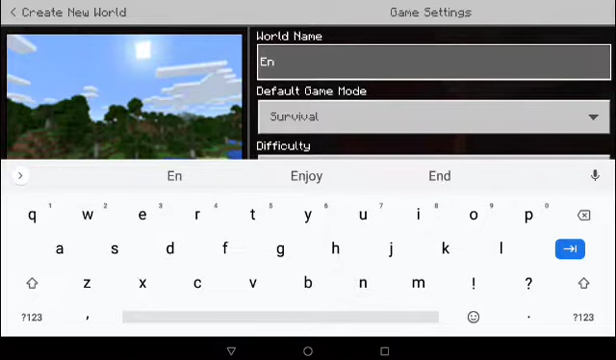 Create New World
Game Settings
World Name
En
Default Game Mode
Survival
Difficulty
En Enjoy End
q 1 w 2 e 3 r 4 t 5 y 6 u 7 i 8 o 9 p 0
a s d f g h j k l
z x c v b n m ! ?
?123 , . ?123